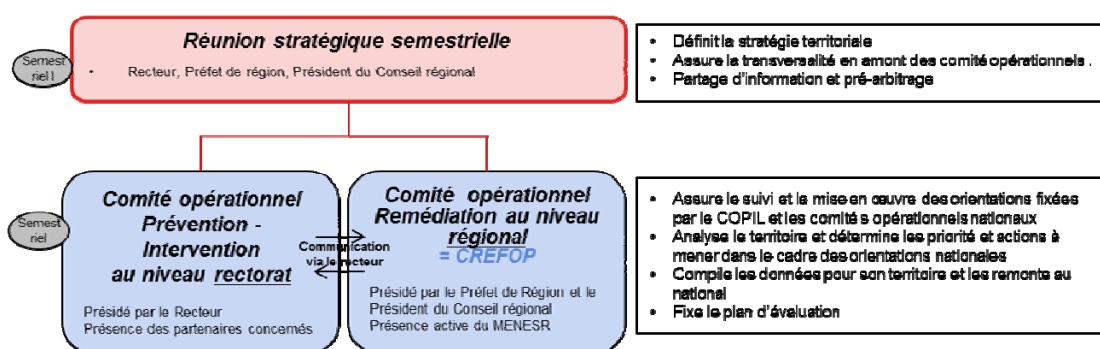 Réunion stratégique semestrielle
Semest
riel l
• Recteur, Préfet de région, Président du Conseil régional
• Définit la stratégie territoriale
• Assure la transversalité en amont des comité opérationnels .
• Partage d'information et pré-arbitrage
Semest
riel
Comité opérationnel
Prévention -
Intervention
au niveau rectorat
Présidé par le Recteur
Présence des partenaires concernés
Communication
via le recteur
Comité opérationnel
Remédiation au niveau
régional
= CREFOP
Présidé par le Préfet de Région et le
Président du Conseil régional
Présence active du MENESR
• Assure le suivi et la mise en œuvre des orientations fixées
par le COPIL et les comité s opérationnels nationaux
• Analyse le territoire et détermine les priorité et actions à
mener dans le cadre des orientations nationales
• Compile les données pour son territoire et les remonte au
national
• Fixe le plan d'évaluation